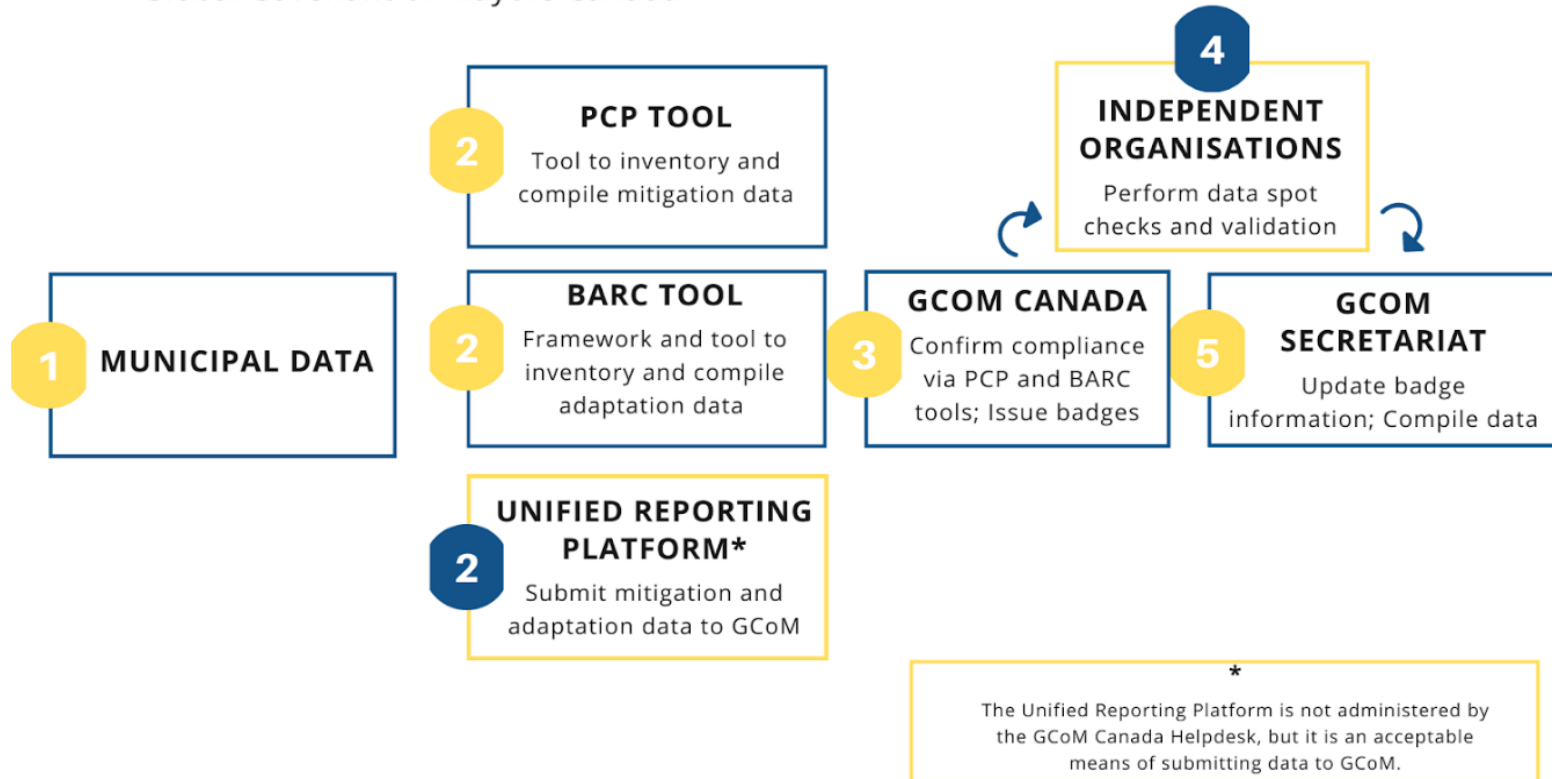 1
MUNICIPAL DATA
2
PCP TOOL
Tool to inventory and
compile mitigation data
2
BARC TOOL
Framework and tool to
inventory and compile
adaptation data
2
UNIFIED REPORTING
PLATFORM*
Submit mitigation and
adaptation data to GCoM
3
GCOM CANADA
Confirm compliance
via PCP and BARC
tools; Issue badges
4
INDEPENDENT
ORGANISATIONS
Perform data spot
checks and validation
5
GCOM
SECRETARIAT
Update badge
information; Compile data
*
The Unified Reporting Platform is not administered by
the GCoM Canada Helpdesk, but it is an acceptable
means of submitting data to GCoM.